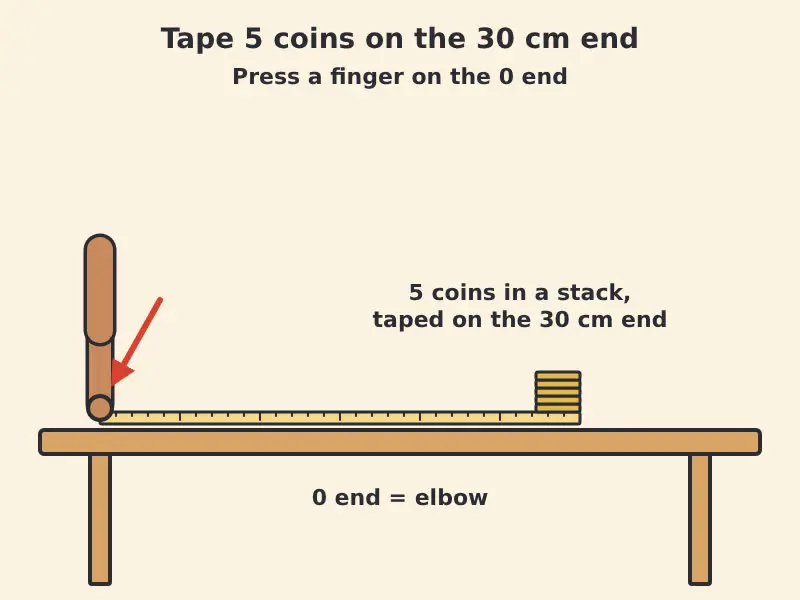 Tape 5 coins on the 30 cm end
Press a finger on the 0 end
5 coins in a stack,
taped on the 30 cm end
0 end = elbow